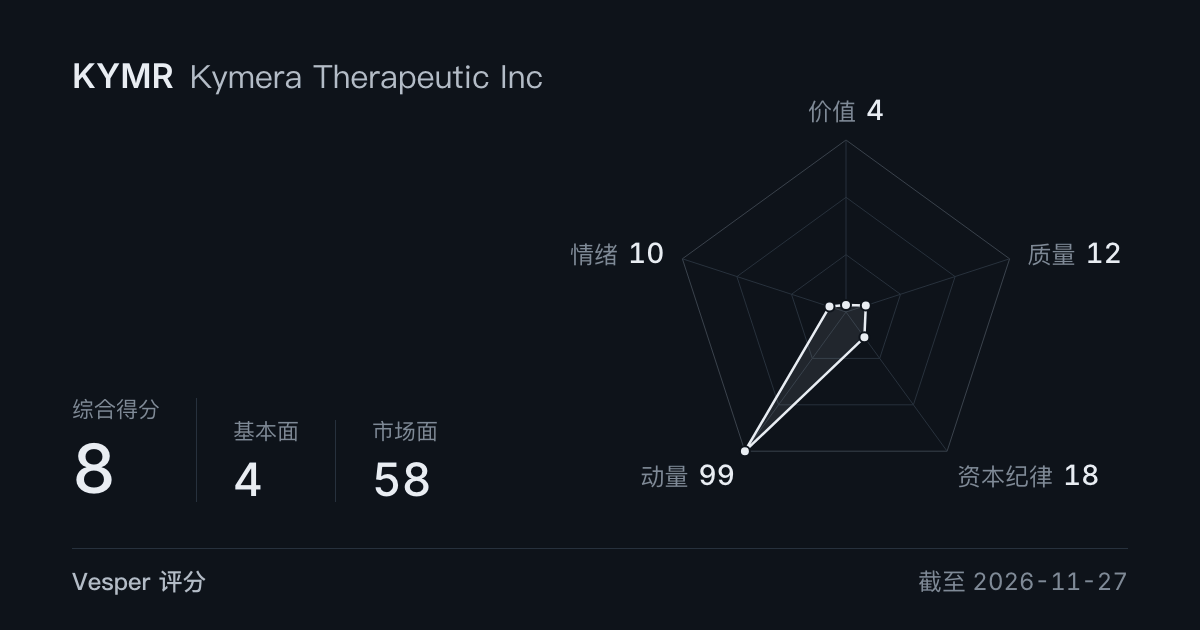 KYMR Kymera Therapeutic Inc
价值 4
情绪 10
质量 12
动量 99
资本纪律 18
综合得分
8
基本面
4
市场面
58
Vesper 评分
截至 2026-11-27